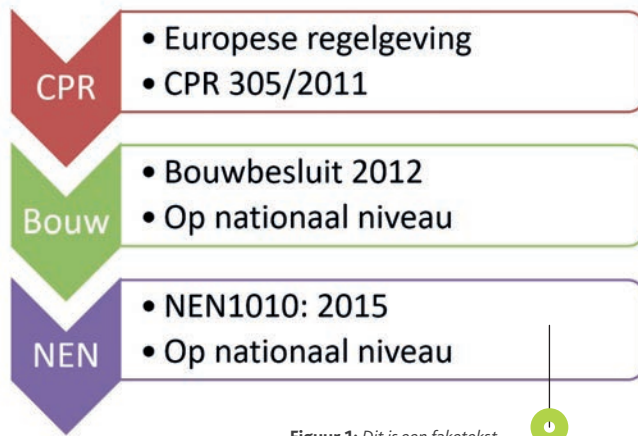 CPR
• Europese regelgeving
• CPR 305/2011
Bouw
• Bouwbesluit 2012
• Op nationaal niveau
NEN
• NEN1010: 2015
• Op nationaal niveau
Figuur 1: Dit is een faketekst